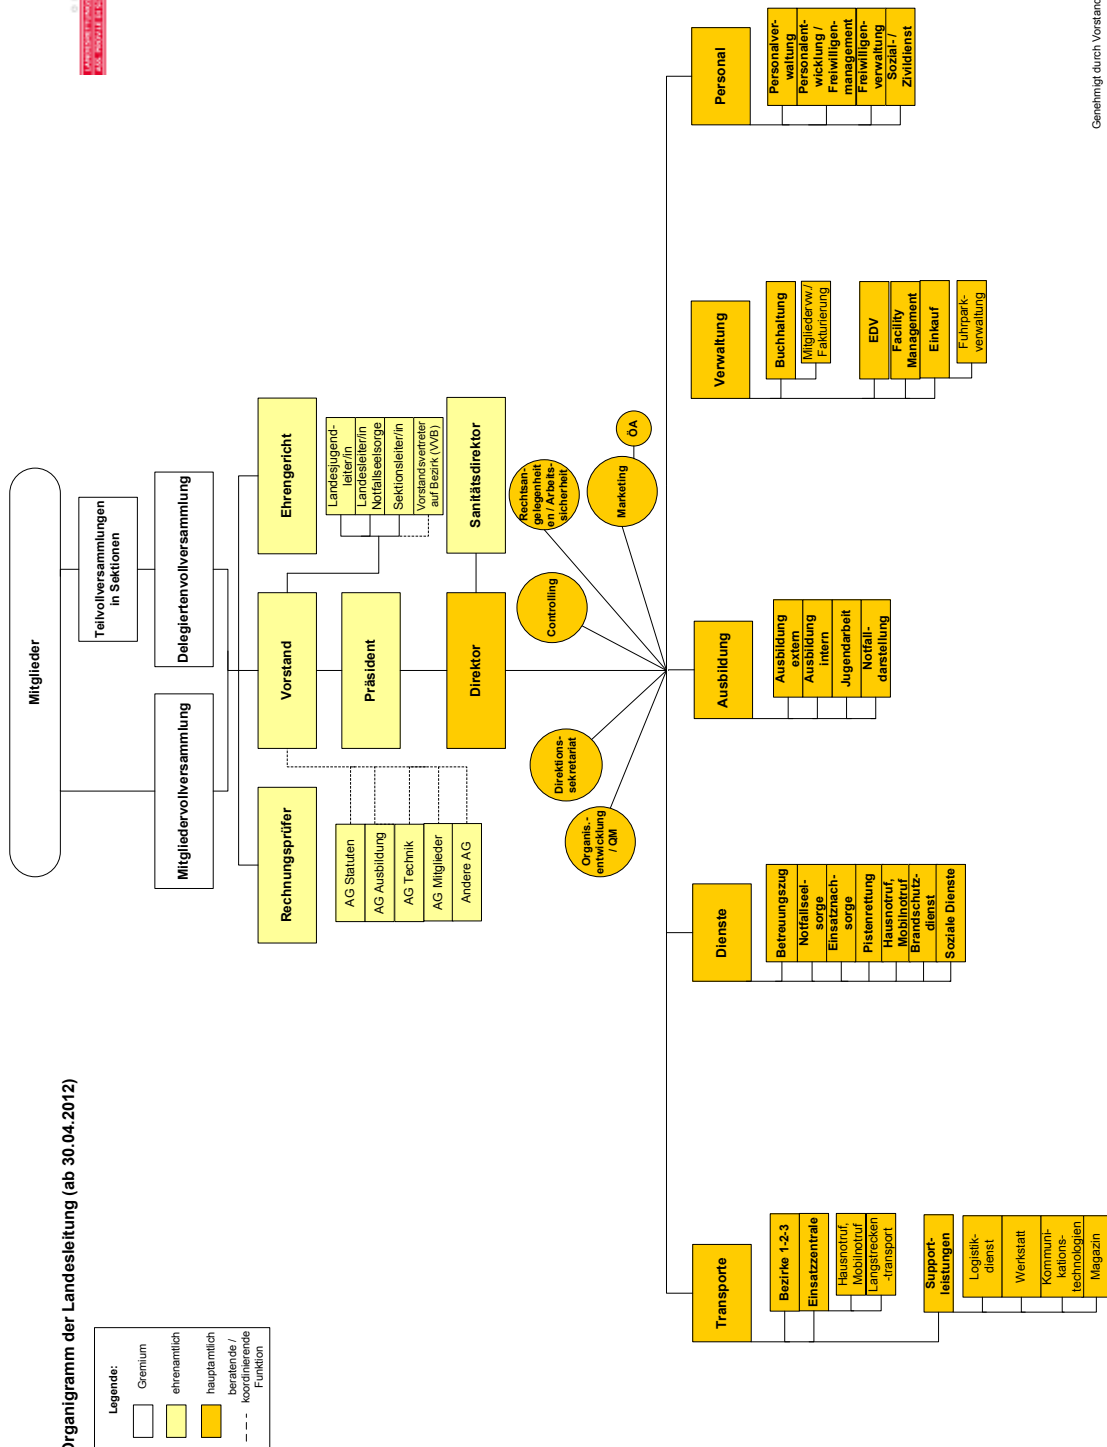 Organigramm der Landesleitung (ab 30.04.2012)
Legende:
Gremium
ehrenamtlich
hauptamtlich
beratende /
koordinierende
Funktion
Mitglieder
Teilvollversammlungen
in Sektionen
Mitgliedervollversammlung
Delegiertenvollversammlung
Rechnungsprüfer
Vorstand
Ehrengericht
AG Statuten
AG Ausbildung
AG Technik
AG Mitglieder
Andere AG
Landesjugend-
leiter/in
Landesleiter/in
Notfallseelsorge
Sektionsleiter/in
Vorstandsvertreter
auf Bezirk (VVB)
Präsident
Direktor
Sanitätsdirektor
Organis.-
entwicklung
/ QM
Direktions-
sekretariat
Controlling
Rechtsan-
gelegenheit
en / Arbeits-
sicherheit
Marketing
ÖA
Transporte
Bezirke 1-2-3
Einsatzzentrale
Hausnotruf,
Mobilnotruf
Langstrecken
-transport
Support-
leistungen
Logistik-
dienst
Werkstatt
Kommuni-
kations-
technologien
Magazin
Dienste
Betreuungszug
Notfallseel-
sorge
Einsatznach-
sorge
Pistenrettung
Hausnotruf,
Mobilnotruf
Brandschutz-
dienst
Soziale Dienste
Ausbildung
Ausbildung
extern
Ausbildung
intern
Jugendarbeit
Notfall-
darstellung
Verwaltung
Buchhaltung
Mitgliedervw./
Fakturierung
EDV
Facility
Management
Einkauf
Fuhrpark-
verwaltung
Personal
Personalver-
waltung
Personalent-
wicklung /
Freiwilligen-
management
Freiwilligen-
verwaltung
Sozial- /
Zivildienst
Genehmigt durch Vorstand